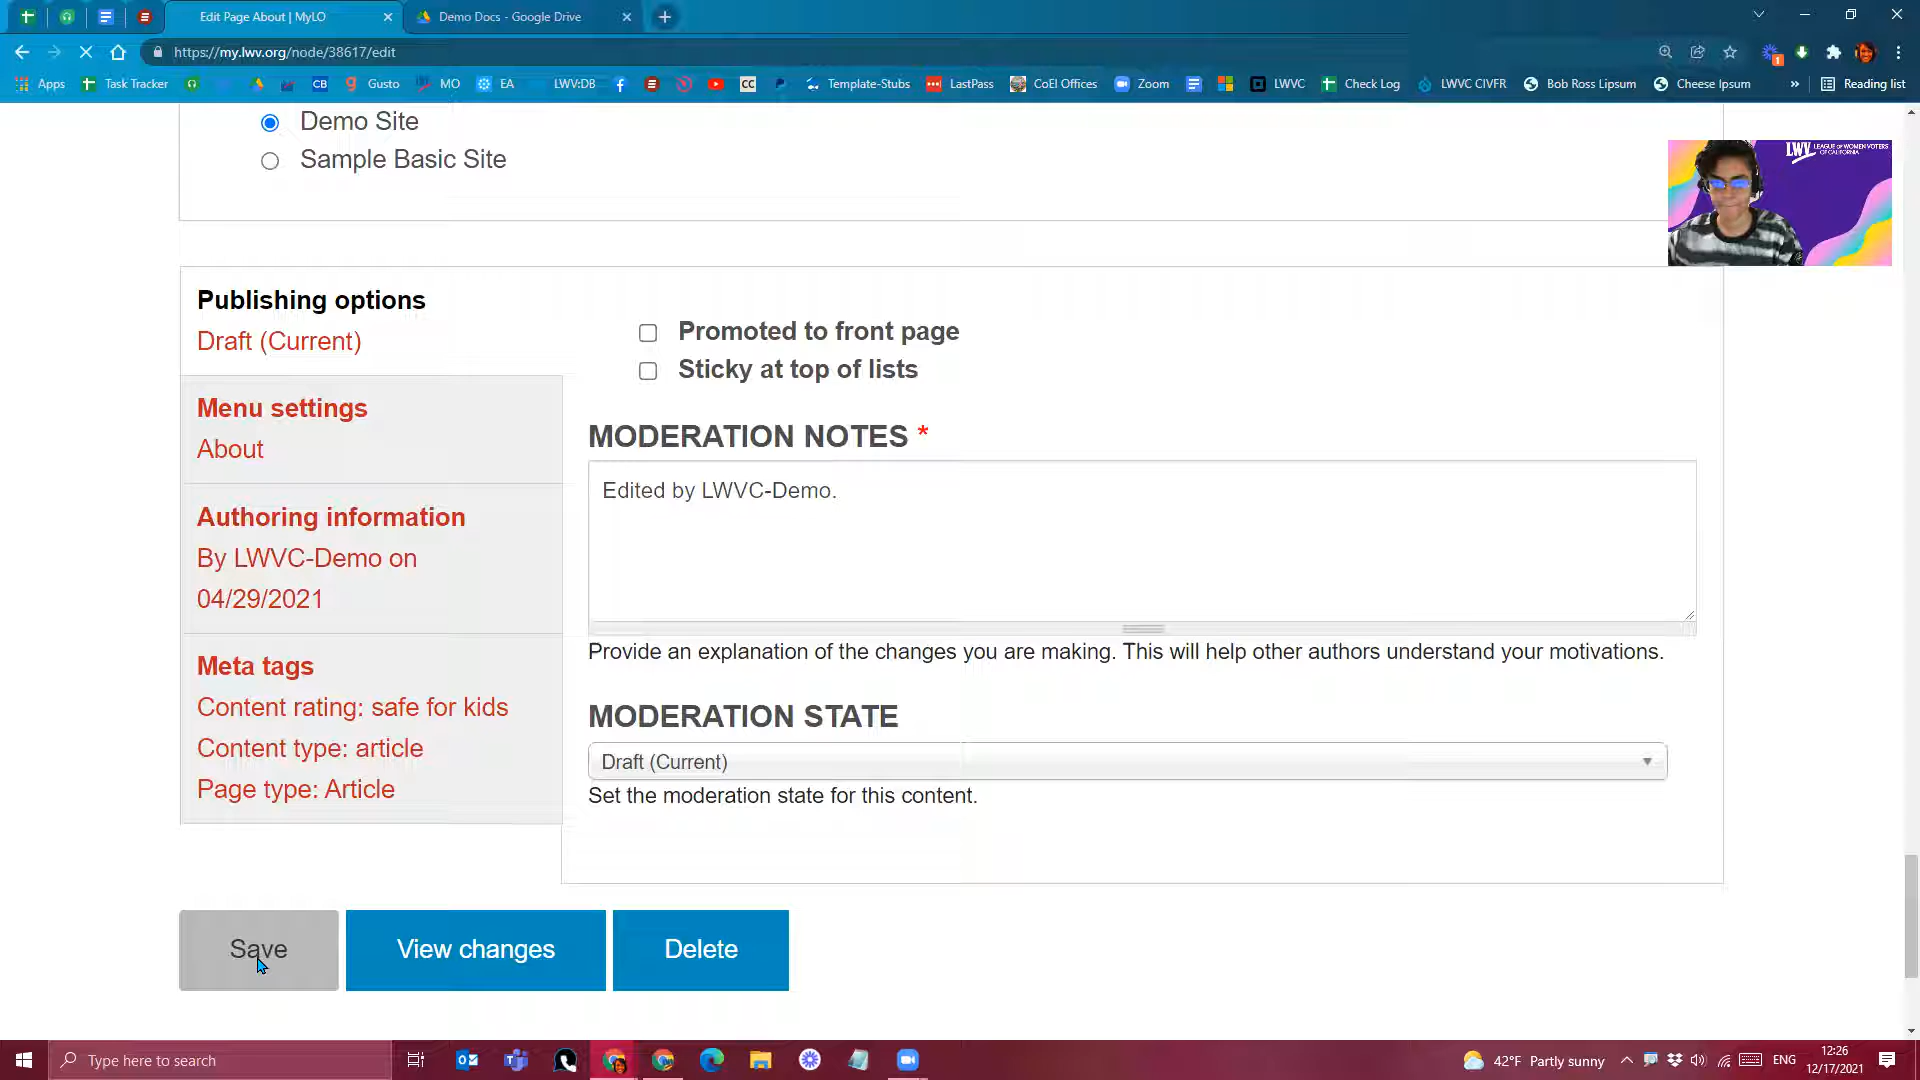 Edit Page About | MyLO
Demo Docs - Google Drive
https://my.lwv.org/node/38617/edit
Apps
Task Tracker
CB
Gusto
MO
EA
LWV:DB
CC
Template-Stubs
LastPass
CoEI Offices
Zoom
LWVC
Check Log
LWVC CIVFR
Bob Ross Lipsum
Cheese Ipsum
»
Reading list
Demo Site
Sample Basic Site
LWV LEAGUE OF WOMEN VOTERS
OF CALIFORNIA
Publishing options
Draft (Current)
Menu settings
About
Authoring information
By LWVC-Demo on
04/29/2021
Meta tags
Content rating: safe for kids
Content type: article
Page type: Article
Promoted to front page
Sticky at top of lists
MODERATION NOTES *
Edited by LWVC-Demo.
Provide an explanation of the changes you are making. This will help other authors understand your motivations.
MODERATION STATE
Draft (Current)
Set the moderation state for this content.
Save
View changes
Delete
Type here to search
42°F Partly sunny
ENG
12:26
12/17/2021